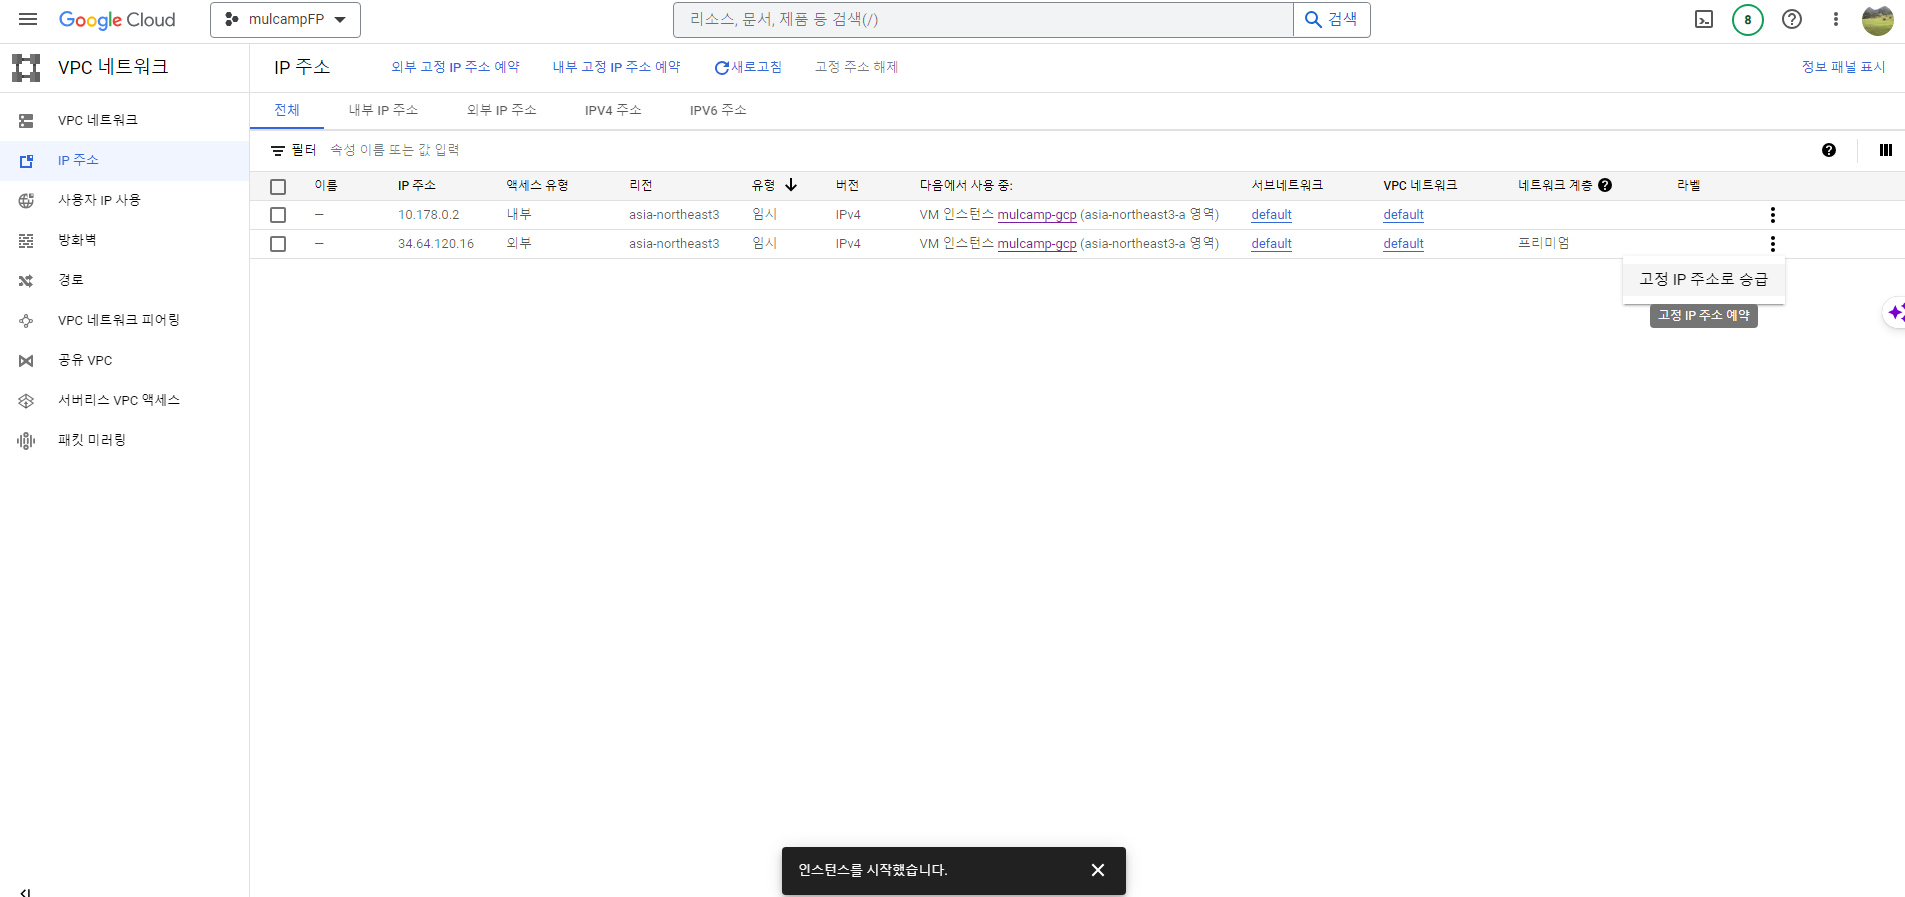 Google Cloud
mulcampFP
리소스, 문서, 제품 등 검색(/)
검색
8
VPC 네트워크
IP 주소
외부 고정 IP 주소 예약
내부 고정 IP 주소 예약
새로고침
고정 주소 해제
정보 패널 표시
VPC 네트워크
IP 주소
사용자 IP 사용
방화벽
경로
VPC 네트워크 피어링
공유 VPC
서버리스 VPC 액세스
패킷 미러링
전체 내부 IP 주소 외부 IP 주소 IPV4 주소 IPV6 주소
필터 속성 이름 또는 값 입력
이름 IP 주소 액세스 유형 리전 유형 버전 다음에서 사용 중: 서브네트워크 VPC 네트워크 네트워크 계층 라벨
— 10.178.0.2 내부 asia-northeast3 임시 IPv4 VM 인스턴스 mulcamp-gcp (asia-northeast3-a 영역) default default
— 34.64.120.16 외부 asia-northeast3 임시 IPv4 VM 인스턴스 mulcamp-gcp (asia-northeast3-a 영역) default default 프리미엄
고정 IP 주소로 승급
고정 IP 주소 예약
인스턴스를 시작했습니다.